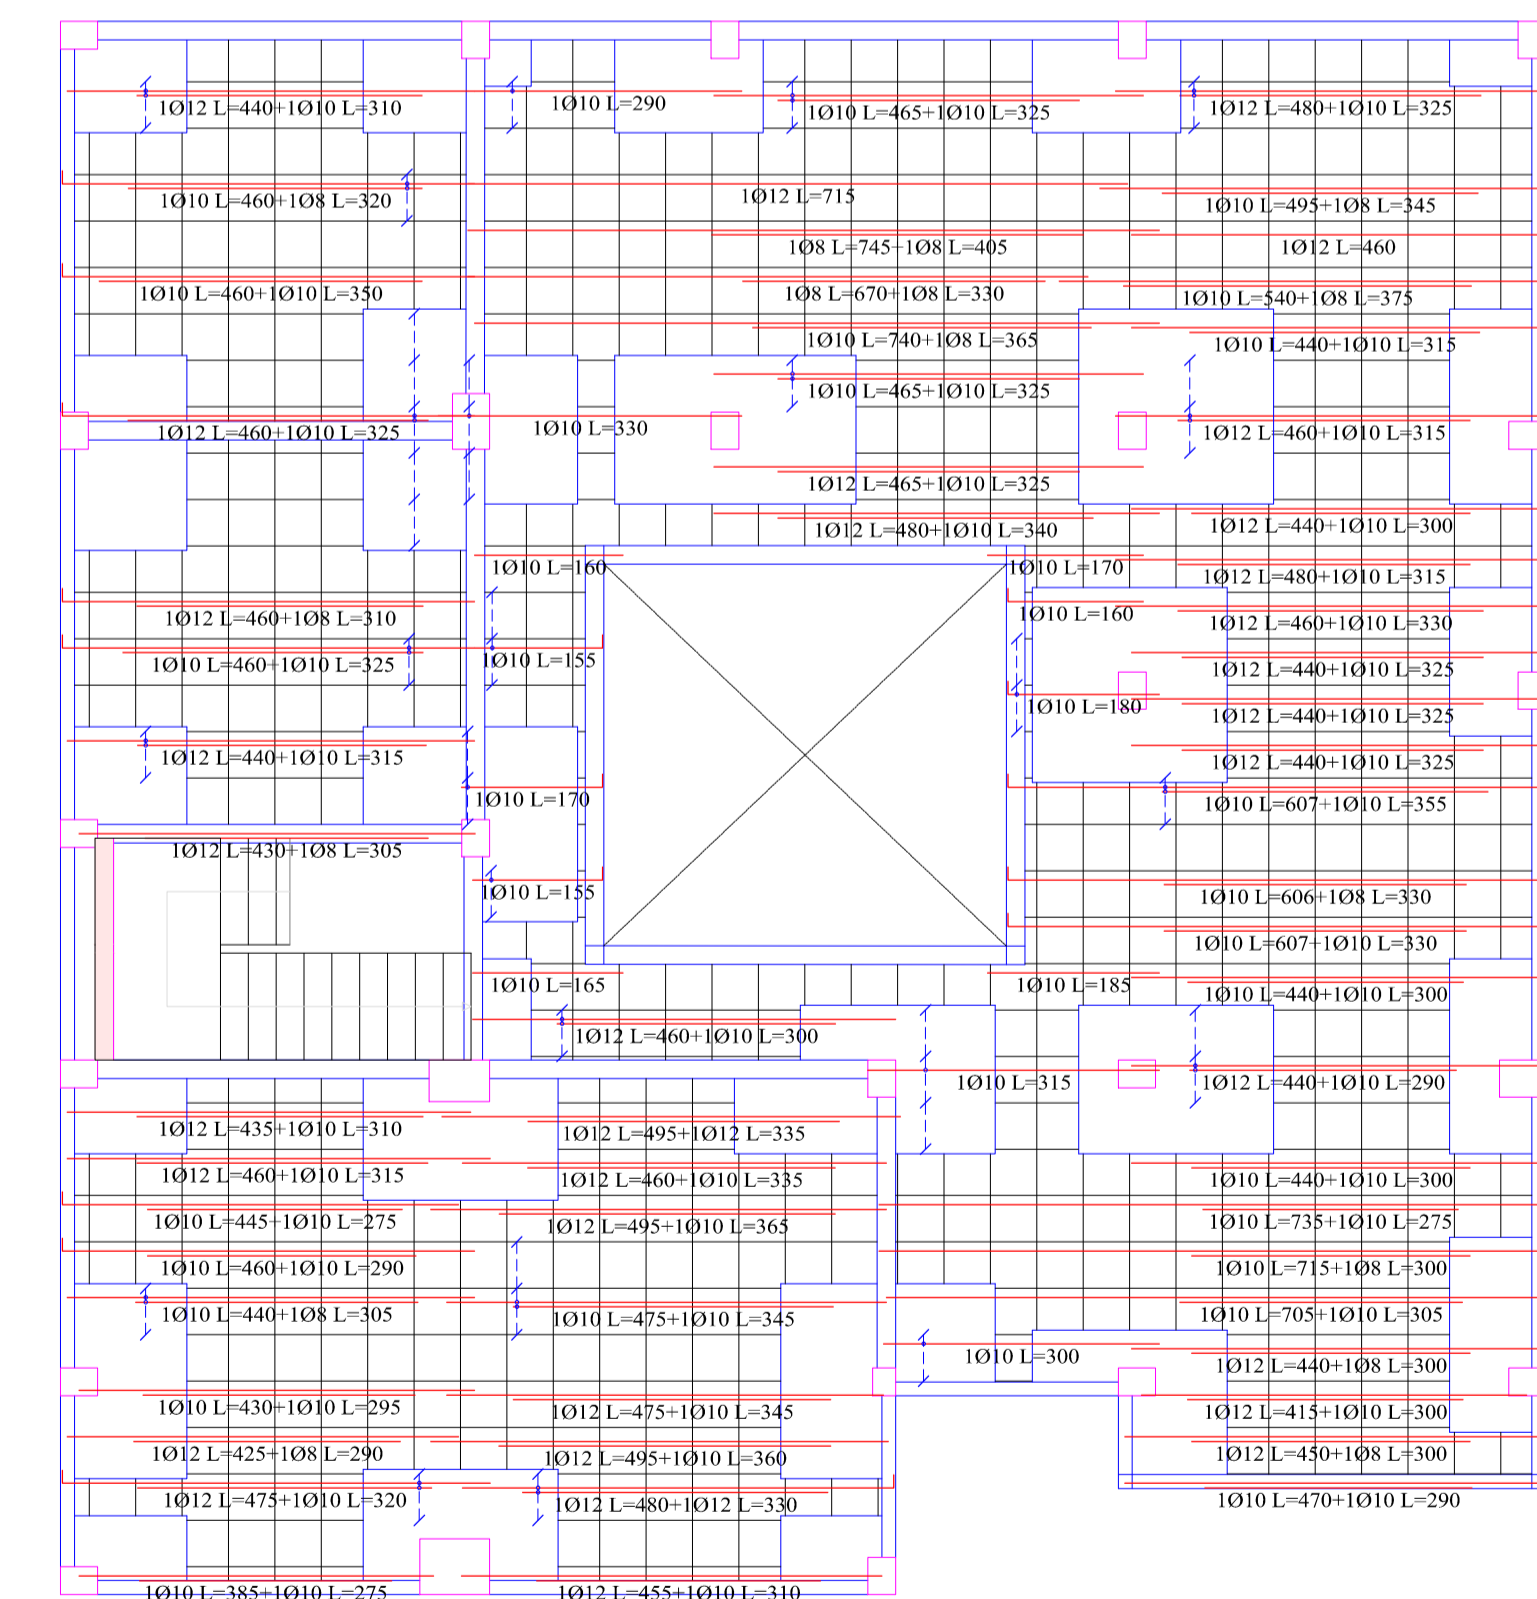 1Ø12 L=440+1Ø10 L=310
1Ø10 L=290
1Ø10 L=465+1Ø10 L=325
1Ø12 L=480+1Ø10 L=325
1Ø10 L=460+1Ø8 L=320
1Ø12 L=715
1Ø10 L=495+1Ø8 L=345
1Ø8 L=745+1Ø8 L=405
1Ø12 L=460
1Ø10 L=460+1Ø10 L=350
1Ø8 L=670+1Ø8 L=330
1Ø10 L=540+1Ø8 L=375
1Ø10 L=740+1Ø8 L=365
1Ø10 L=440+1Ø10 L=315
1Ø10 L=465+1Ø10 L=325
1Ø12 L=460+1Ø10 L=325
1Ø10 L=330
1Ø12 L=460+1Ø10 L=315
1Ø12 L=465+1Ø10 L=325
1Ø12 L=480+1Ø10 L=340
1Ø12 L=440+1Ø10 L=300
1Ø10 L=160
1Ø10 L=170
1Ø12 L=480+1Ø10 L=315
1Ø12 L=460+1Ø8 L=310
1Ø10 L=160
1Ø12 L=460+1Ø10 L=330
1Ø10 L=460+1Ø10 L=325
1Ø10 L=155
1Ø12 L=440+1Ø10 L=325
1Ø10 L=180
1Ø12 L=440+1Ø10 L=325
1Ø12 L=440+1Ø10 L=315
1Ø12 L=440+1Ø10 L=325
1Ø10 L=170
1Ø10 L=607+1Ø10 L=355
1Ø12 L=430+1Ø8 L=305
1Ø10 L=155
1Ø10 L=606+1Ø8 L=330
1Ø10 L=607+1Ø10 L=330
1Ø10 L=165
1Ø10 L=185
1Ø10 L=440+1Ø10 L=300
1Ø12 L=460+1Ø10 L=300
1Ø10 L=315
1Ø12 L=440+1Ø10 L=290
1Ø12 L=435+1Ø10 L=310
1Ø12 L=495+1Ø12 L=335
1Ø12 L=460+1Ø10 L=315
1Ø12 L=460+1Ø10 L=335
1Ø10 L=440+1Ø10 L=300
1Ø10 L=445+1Ø10 L=275
1Ø12 L=495+1Ø10 L=365
1Ø10 L=735+1Ø10 L=275
1Ø10 L=460+1Ø10 L=290
1Ø10 L=715+1Ø8 L=300
1Ø10 L=440+1Ø8 L=305
1Ø10 L=475+1Ø10 L=345
1Ø10 L=705+1Ø10 L=305
1Ø10 L=300
1Ø12 L=440+1Ø8 L=300
1Ø10 L=430+1Ø10 L=295
1Ø12 L=475+1Ø10 L=345
1Ø12 L=415+1Ø10 L=300
1Ø12 L=425+1Ø8 L=290
1Ø12 L=495+1Ø10 L=360
1Ø12 L=450+1Ø8 L=300
1Ø12 L=475+1Ø10 L=320
1Ø12 L=480+1Ø12 L=330
1Ø10 L=470+1Ø10 L=290
1Ø10 L=385+1Ø10 L=275
1Ø12 L=455+1Ø10 L=310